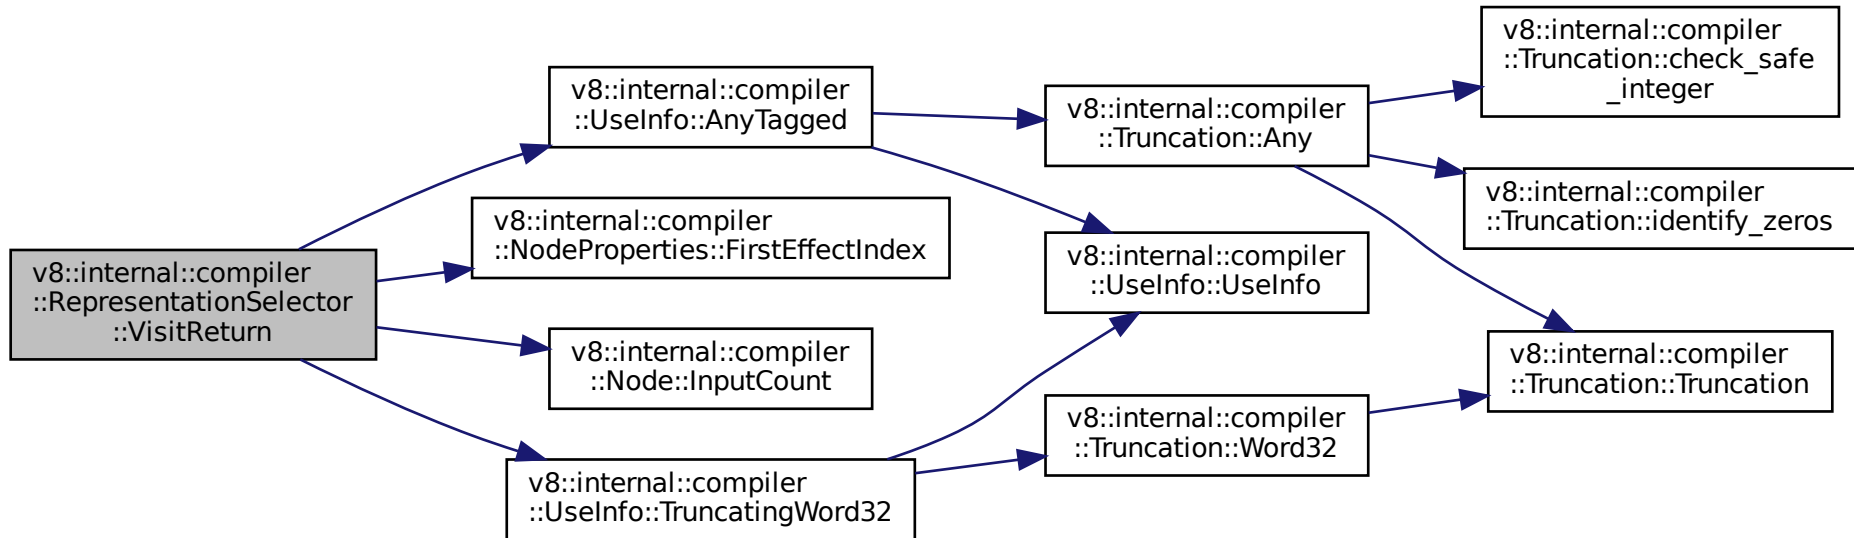 v8::internal::compiler
::RepresentationSelector
::VisitReturn
v8::internal::compiler
::UseInfo::AnyTagged
v8::internal::compiler
::NodeProperties::FirstEffectIndex
v8::internal::compiler
::Node::InputCount
v8::internal::compiler
::UseInfo::TruncatingWord32
v8::internal::compiler
::Truncation::Any
v8::internal::compiler
::UseInfo::UseInfo
v8::internal::compiler
::Truncation::Word32
v8::internal::compiler
::Truncation::check_safe
_integer
v8::internal::compiler
::Truncation::identify_zeros
v8::internal::compiler
::Truncation::Truncation